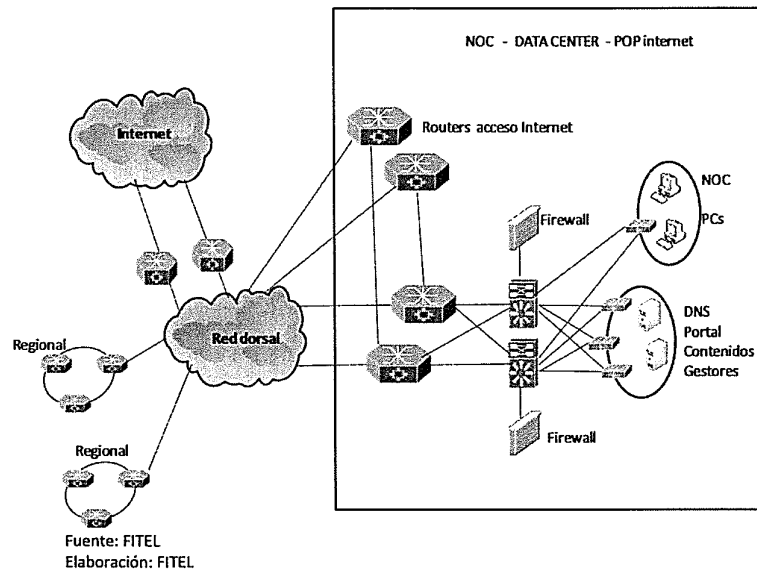 NOC - DATA CENTER - POP internet
Internet
Routers acceso Internet
NOC
PCs
Firewall
DNS
Portal
Contenidos
Gestores
Red dorsal
Regional
Firewall
Regional
Fuente: FITEL
Elaboración: FITEL